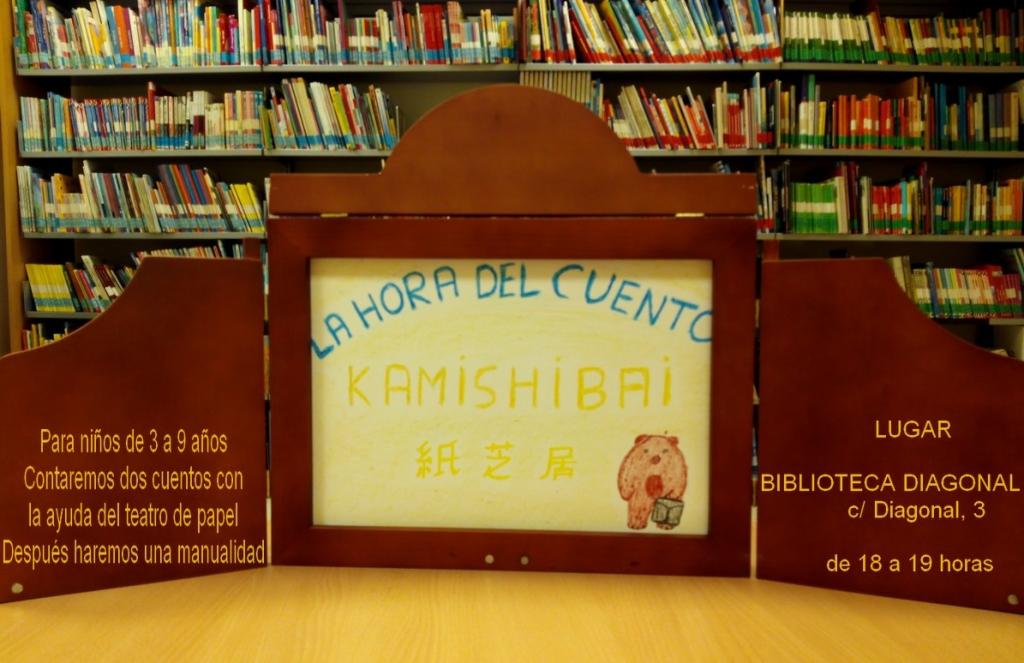 LA HORA DEL CUENTO
KAMiSHiBAi
紙芝居
Para niños de 3 a 9 años
Contaremos dos cuentos con
la ayuda del teatro de papel
Después haremos una manualidad
LUGAR
BIBLIOTECA DIAGONAL
c/ Diagonal, 3
de 18 a 19 horas